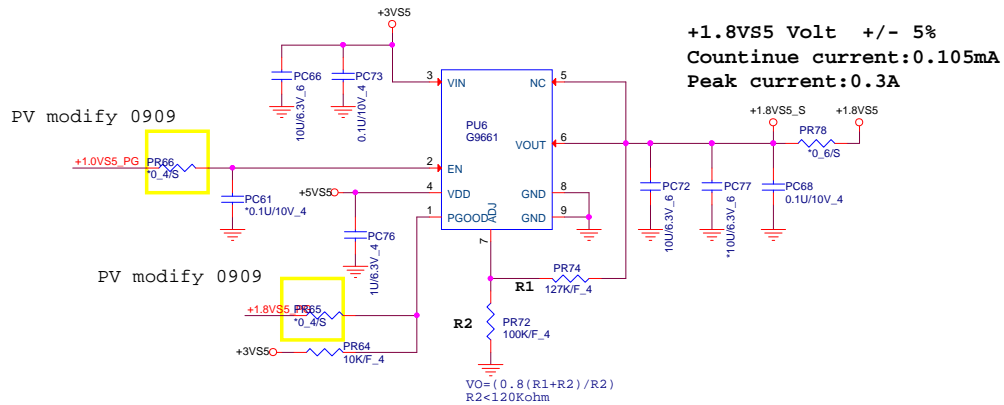 +3VS5
+1.8VS5 Volt +/- 5%
Countinue current:0.105mA
Peak current:0.3A
PC66
10U/6.3V_6
PC73
0.1U/10V_4
3
VIN
NC
5
PU6
G9661
PV modify 0909
+1.0VS5_PG
PR66
*0_4/S
2
EN
VOUT
6
+1.8VS5_S
+1.8VS5
PR78
*0_6/S
PC61
*0.1U/10V_4
+5VS5
4
VDD
GND
8
1
PGOOD
ADJ
GND
9
7
PC72
10U/6.3V_6
PC77
*10U/6.3V_6
PC68
0.1U/10V_4
PC76
1U/6.3V_4
PV modify 0909
+1.8VS5_PG
PR65
*0_4/S
R1
PR74
127K/F_4
R2
PR72
100K/F_4
+3VS5
PR64
10K/F_4
VO=(0.8(R1+R2)/R2)
R2<120Kohm